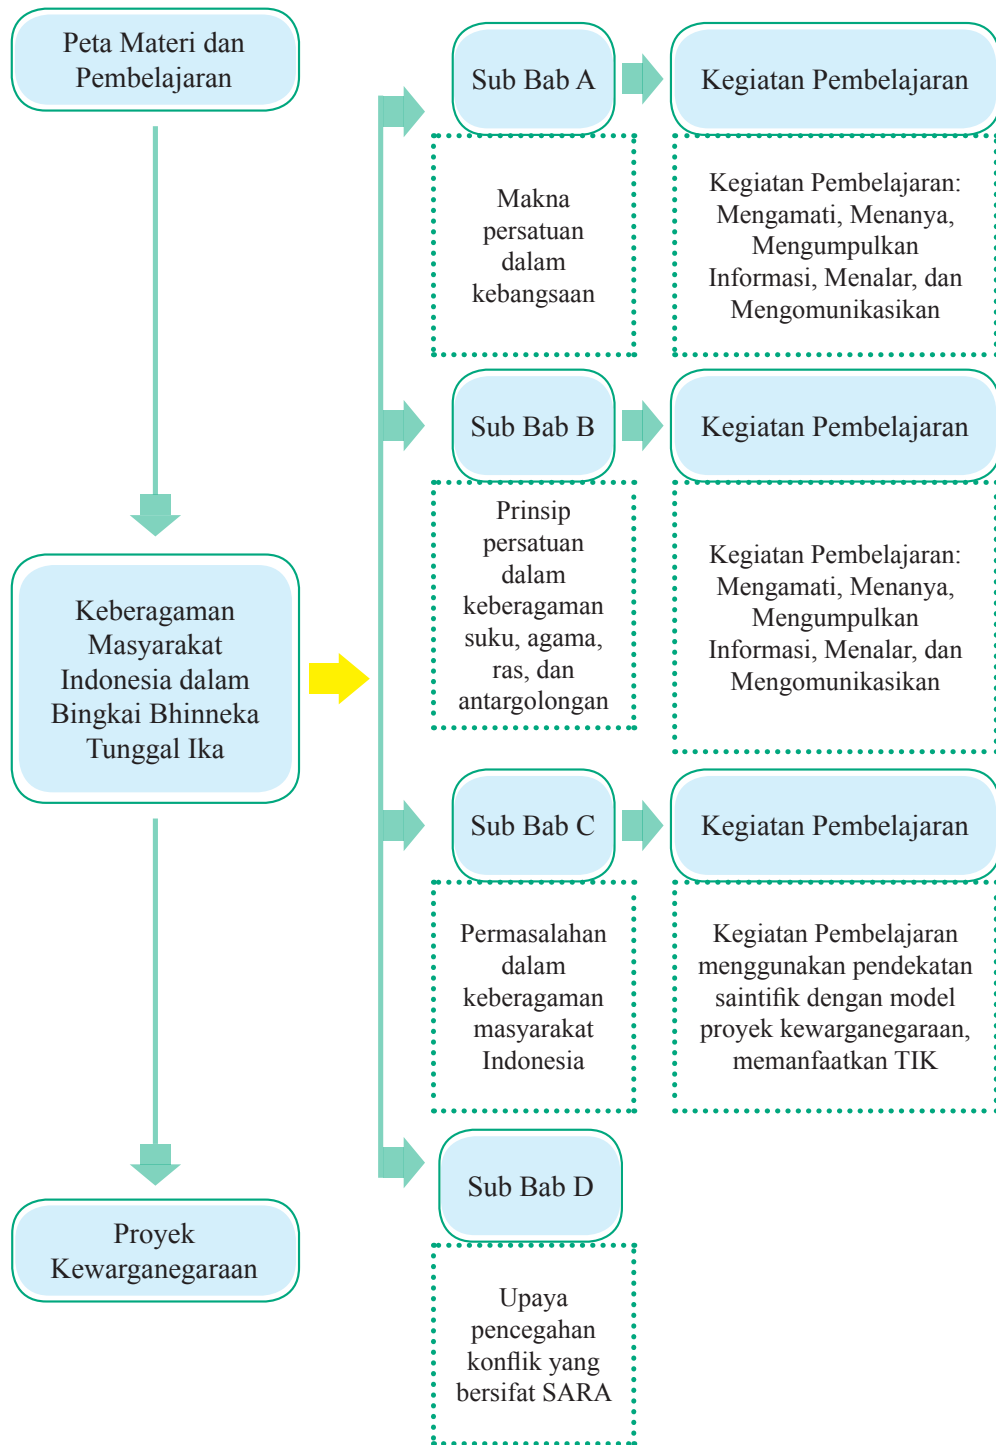 Peta Materi dan
Pembelajaran
Keberagaman
Masyarakat
Indonesia dalam
Bingkai Bhinneka
Tunggal Ika
Proyek
Kewarganegaraan
Sub Bab A
Kegiatan Pembelajaran
Makna
persatuan
dalam
kebangsaan
Kegiatan Pembelajaran:
Mengamati, Menanya,
Mengumpulkan
Informasi, Menalar, dan
Mengomunikasikan
Sub Bab B
Kegiatan Pembelajaran
Prinsip
persatuan
dalam
keberagaman
suku, agama,
ras, dan
antargolongan
Kegiatan Pembelajaran:
Mengamati, Menanya,
Mengumpulkan
Informasi, Menalar, dan
Mengomunikasikan
Sub Bab C
Kegiatan Pembelajaran
Permasalahan
dalam
keberagaman
masyarakat
Indonesia
Kegiatan Pembelajaran
menggunakan pendekatan
saintifik dengan model
proyek kewarganegaraan,
memanfaatkan TIK
Sub Bab D
Upaya
pencegahan
konflik yang
bersifat SARA